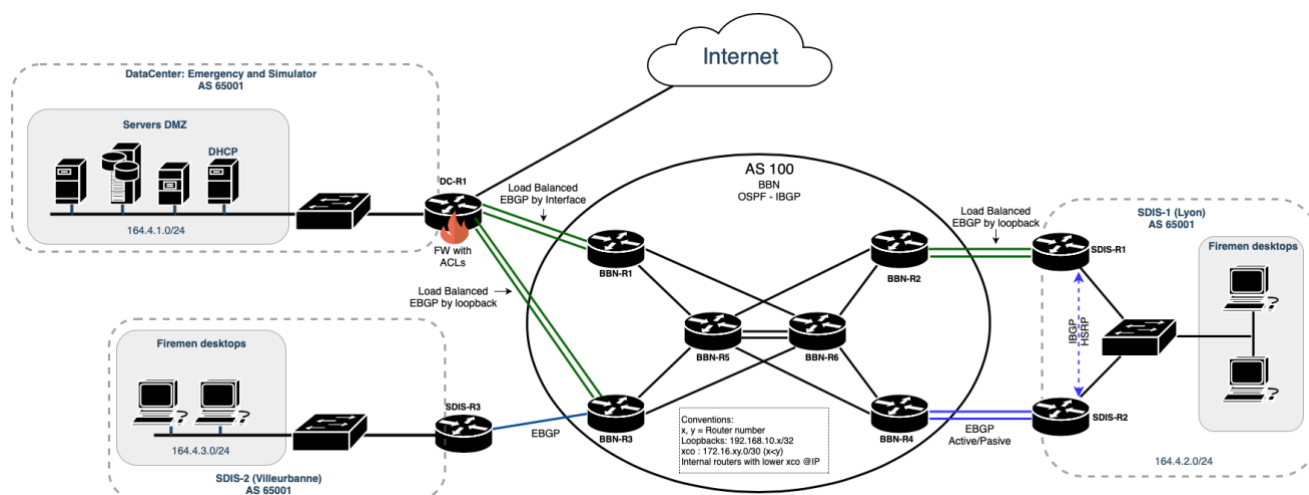 Internet
DataCenter: Emergency and Simulator
AS 65001
Servers DMZ
DHCP
164.4.1.0/24
DC-R1
FW with
ACLs
Load Balanced
EBGP by Interface
Load Balanced
EBGP by loopback
AS 100
BBN
OSPF - IBGP
BBN-R1
BBN-R2
BBN-R5
BBN-R6
BBN-R3
BBN-R4
Load Balanced
EBGP by loopback
SDIS-1 (Lyon)
AS 65001
SDIS-R1
Firemen desktops
IBGP
HSRP
SDIS-R2
EBGP
Active/Pasive
164.4.2.0/24
Conventions:
x, y = Router number
Loopbacks: 192.168.10.x/32
xco : 172.16.xy.0/30 (x<y)
Internal routers with lower xco @IP
Firemen desktops
SDIS-R3
EBGP
164.4.3.0/24
SDIS-2 (Villeurbanne)
AS 65001